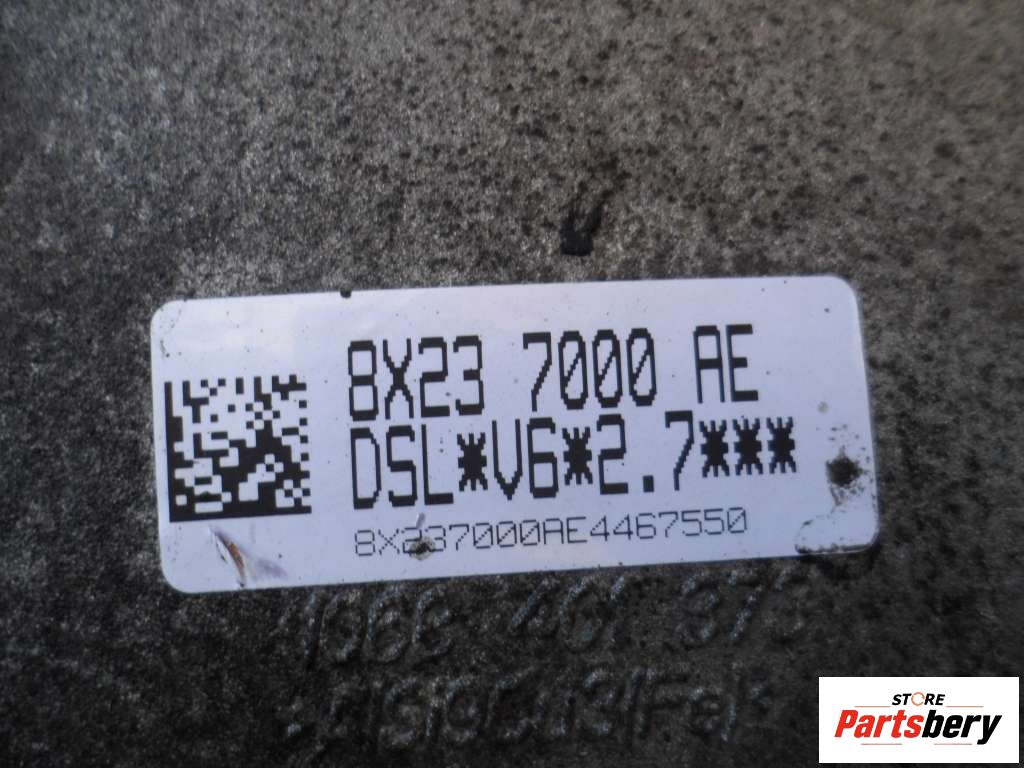 8X23 7000 AE
DSL*V6*2.7***
8X237000AE4467550
STORE
Partsbery